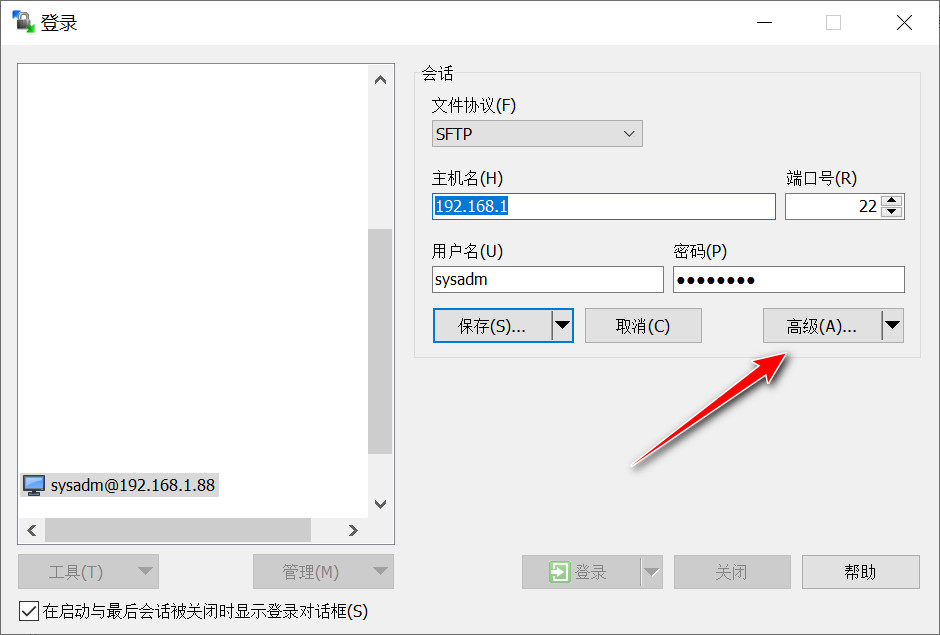 登录
会话
文件协议(F)
SFTP
主机名(H)
端口号(R)
192.168.1
22
用户名(U)
密码(P)
sysadm
●●●●●●●●
保存(S)...
取消(C)
高级(A)...
sysadm@192.168.1.88
工具(T)
管理(M)
登录
关闭
帮助
在启动与最后会话被关闭时显示登录对话框(S)